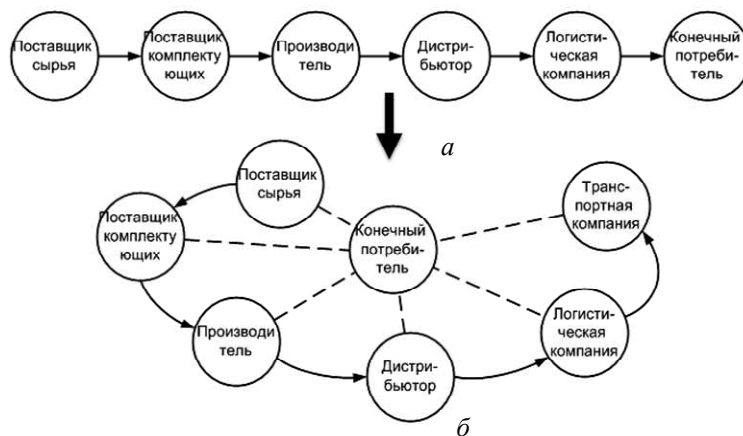 Поставщик
сырья
Поставщик
комплекту
ющих
Производи
тель
Дистри-
бьютор
Логисти-
ческая
компания
Конечный
потреби-
тель
а
Поставщик
сырья
Поставщик
комплекту
ющих
Производи
тель
Дистри-
бьютор
Логисти-
ческая
компания
Транс-
портная
компания
Конечный
потреби-
тель
б